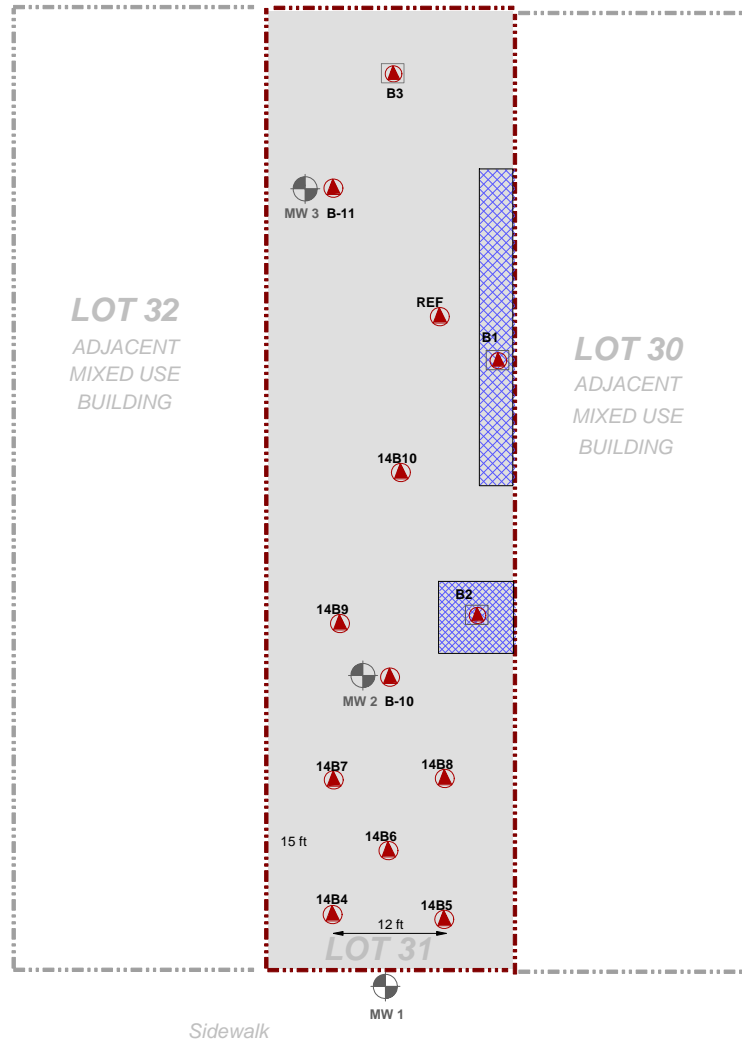 B3
MW 3 B-11
LOT 32
ADJACENT
MIXED USE
BUILDING
REF
B1
LOT 30
ADJACENT
MIXED USE
BUILDING
14B10
B2
14B9
MW 2 B-10
14B7
14B8
15 ft
14B6
14B4
14B5
12 ft
LOT 31
MW 1
Sidewalk